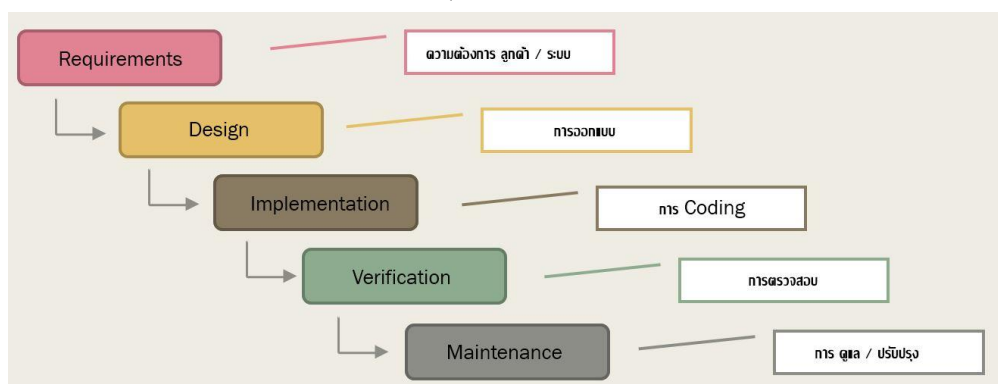 Requirements
ความต้องการ ลูกค้า / ระบบ
Design
การออกแบบ
Implementation
การ Coding
Verification
การตรวจสอบ
Maintenance
การ ดูแล / ปรับปรุง